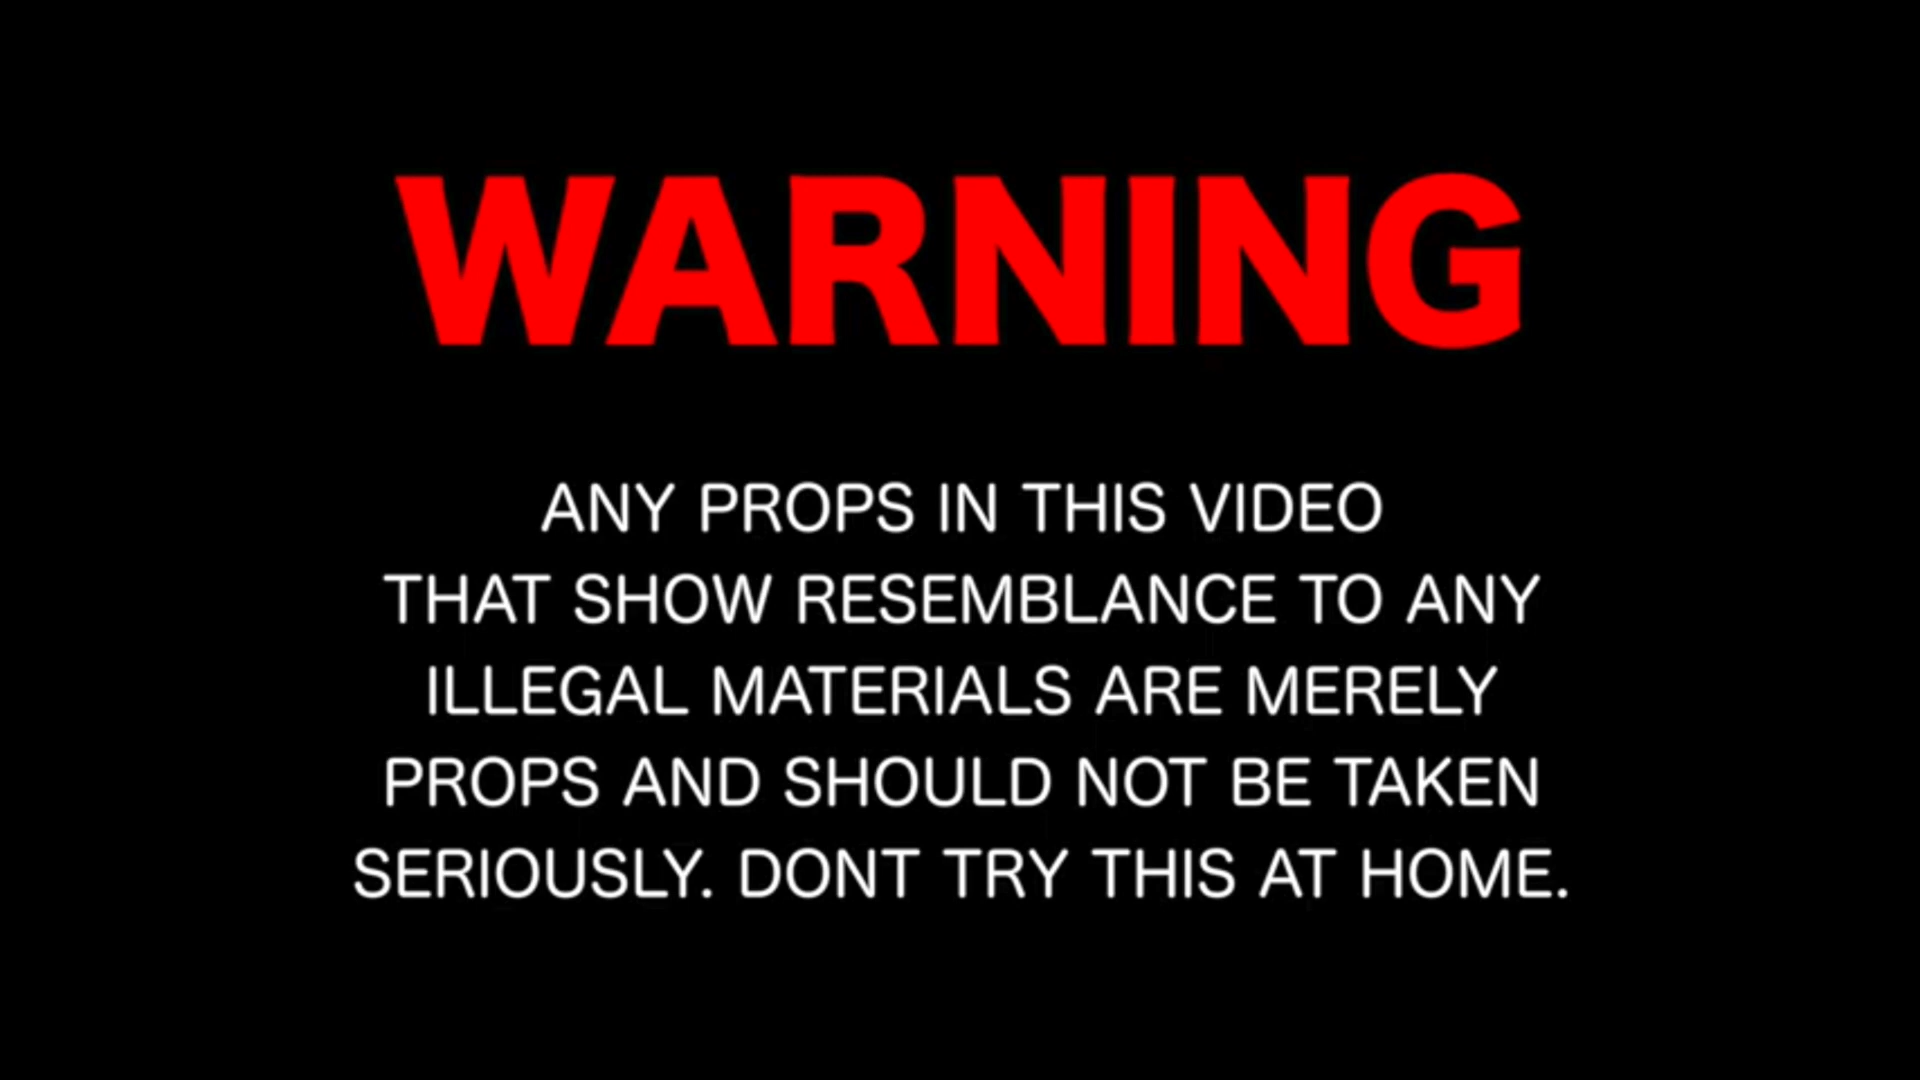 WARNING
ANY PROPS IN THIS VIDEO
THAT SHOW RESEMBLANCE TO ANY
ILLEGAL MATERIALS ARE MERELY
PROPS AND SHOULD NOT BE TAKEN
SERIOUSLY. DONT TRY THIS AT HOME.